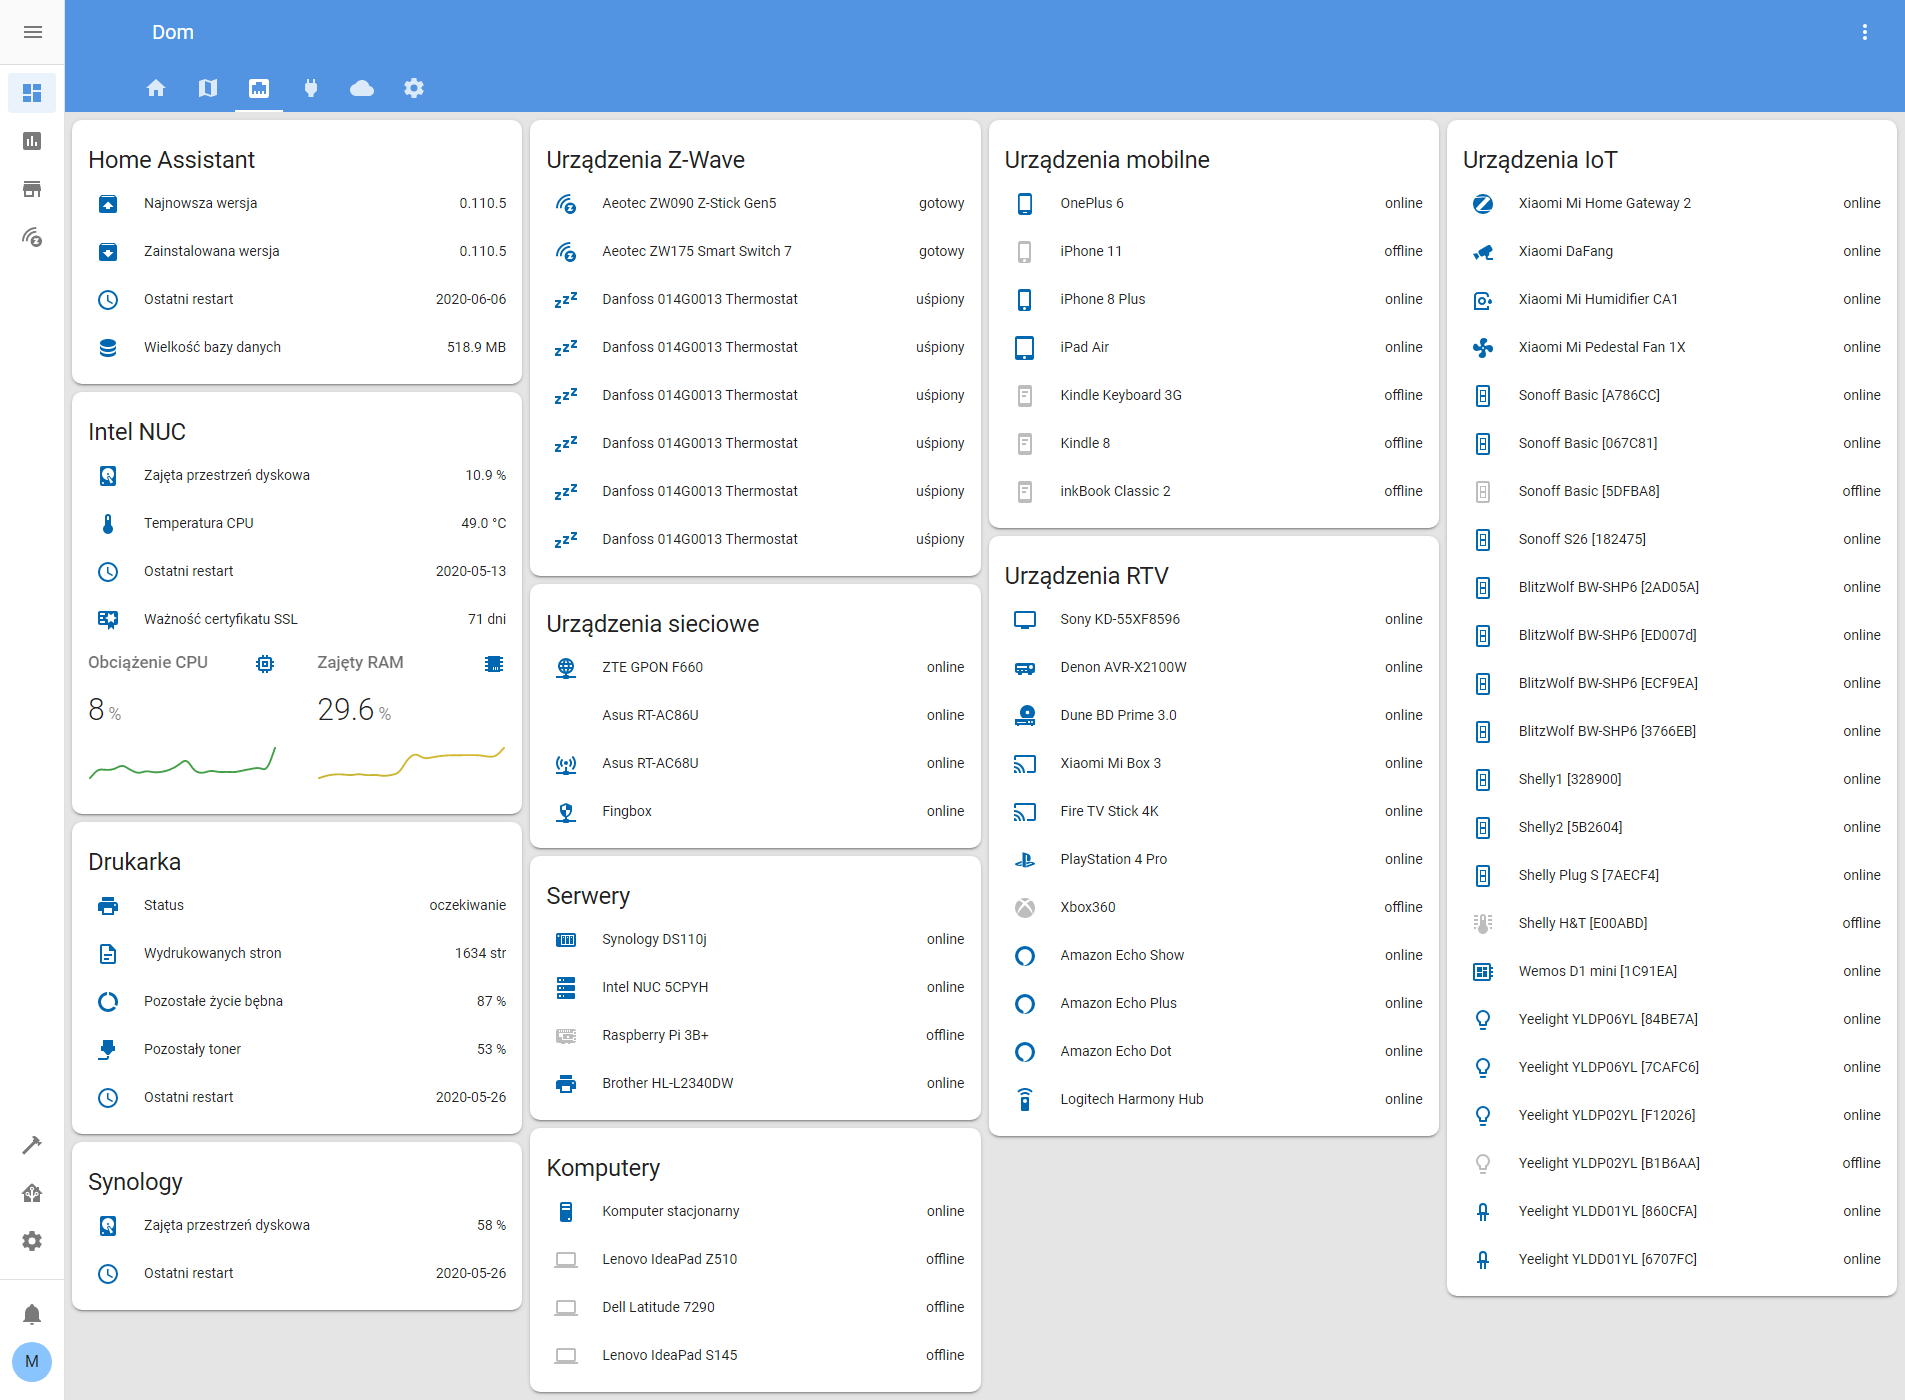 Dom
Home Assistant
Najnowsza wersja 0.110.5
Zainstalowana wersja 0.110.5
Ostatni restart 2020-06-06
Wielkość bazy danych 518.9 MB
Intel NUC
Zajęta przestrzeń dyskowa 10.9 %
Temperatura CPU 49.0 °C
Ostatni restart 2020-05-13
Ważność certyfikatu SSL 71 dni
Obciążenie CPU
8 %
Zajęty RAM
29.6 %
Drukarka
Status oczekiwanie
Wydrukowanych stron 1634 str
Pozostałe życie bębna 87 %
Pozostały toner 53 %
Ostatni restart 2020-05-26
Synology
Zajęta przestrzeń dyskowa 58 %
Ostatni restart 2020-05-26
Urządzenia Z-Wave
Aeotec ZW090 Z-Stick Gen5 gotowy
Aeotec ZW175 Smart Switch 7 gotowy
Danfoss 014G0013 Thermostat uśpiony
Danfoss 014G0013 Thermostat uśpiony
Danfoss 014G0013 Thermostat uśpiony
Danfoss 014G0013 Thermostat uśpiony
Danfoss 014G0013 Thermostat uśpiony
Danfoss 014G0013 Thermostat uśpiony
Urządzenia sieciowe
ZTE GPON F660 online
Asus RT-AC86U online
Asus RT-AC68U online
Fingbox online
Serwery
Synology DS110j online
Intel NUC 5CPYH online
Raspberry Pi 3B+ offline
Brother HL-L2340DW online
Komputery
Komputer stacjonarny online
Lenovo IdeaPad Z510 offline
Dell Latitude 7290 offline
Lenovo IdeaPad S145 offline
Urządzenia mobilne
OnePlus 6 online
iPhone 11 offline
iPhone 8 Plus online
iPad Air online
Kindle Keyboard 3G offline
Kindle 8 offline
inkBook Classic 2 offline
Urządzenia RTV
Sony KD-55XF8596 online
Denon AVR-X2100W online
Dune BD Prime 3.0 online
Xiaomi Mi Box 3 online
Fire TV Stick 4K online
PlayStation 4 Pro online
Xbox360 offline
Amazon Echo Show online
Amazon Echo Plus online
Amazon Echo Dot online
Logitech Harmony Hub online
Urządzenia IoT
Xiaomi Mi Home Gateway 2 online
Xiaomi DaFang online
Xiaomi Mi Humidifier CA1 online
Xiaomi Mi Pedestal Fan 1X online
Sonoff Basic [A786CC] online
Sonoff Basic [067C81] online
Sonoff Basic [5DFBA8] offline
Sonoff S26 [182475] online
BlitzWolf BW-SHP6 [2AD05A] online
BlitzWolf BW-SHP6 [ED007d] online
BlitzWolf BW-SHP6 [ECF9EA] online
BlitzWolf BW-SHP6 [3766EB] online
Shelly1 [328900] online
Shelly2 [5B2604] online
Shelly Plug S [7AECF4] online
Shelly H&T [E00ABD] offline
Wemos D1 mini [1C91EA] online
Yeelight YLDP06YL [84BE7A] online
Yeelight YLDP06YL [7CAFC6] online
Yeelight YLDP02YL [F12026] online
Yeelight YLDP02YL [B1B6AA] offline
Yeelight YLDD01YL [860CFA] online
Yeelight YLDD01YL [6707FC] online
M